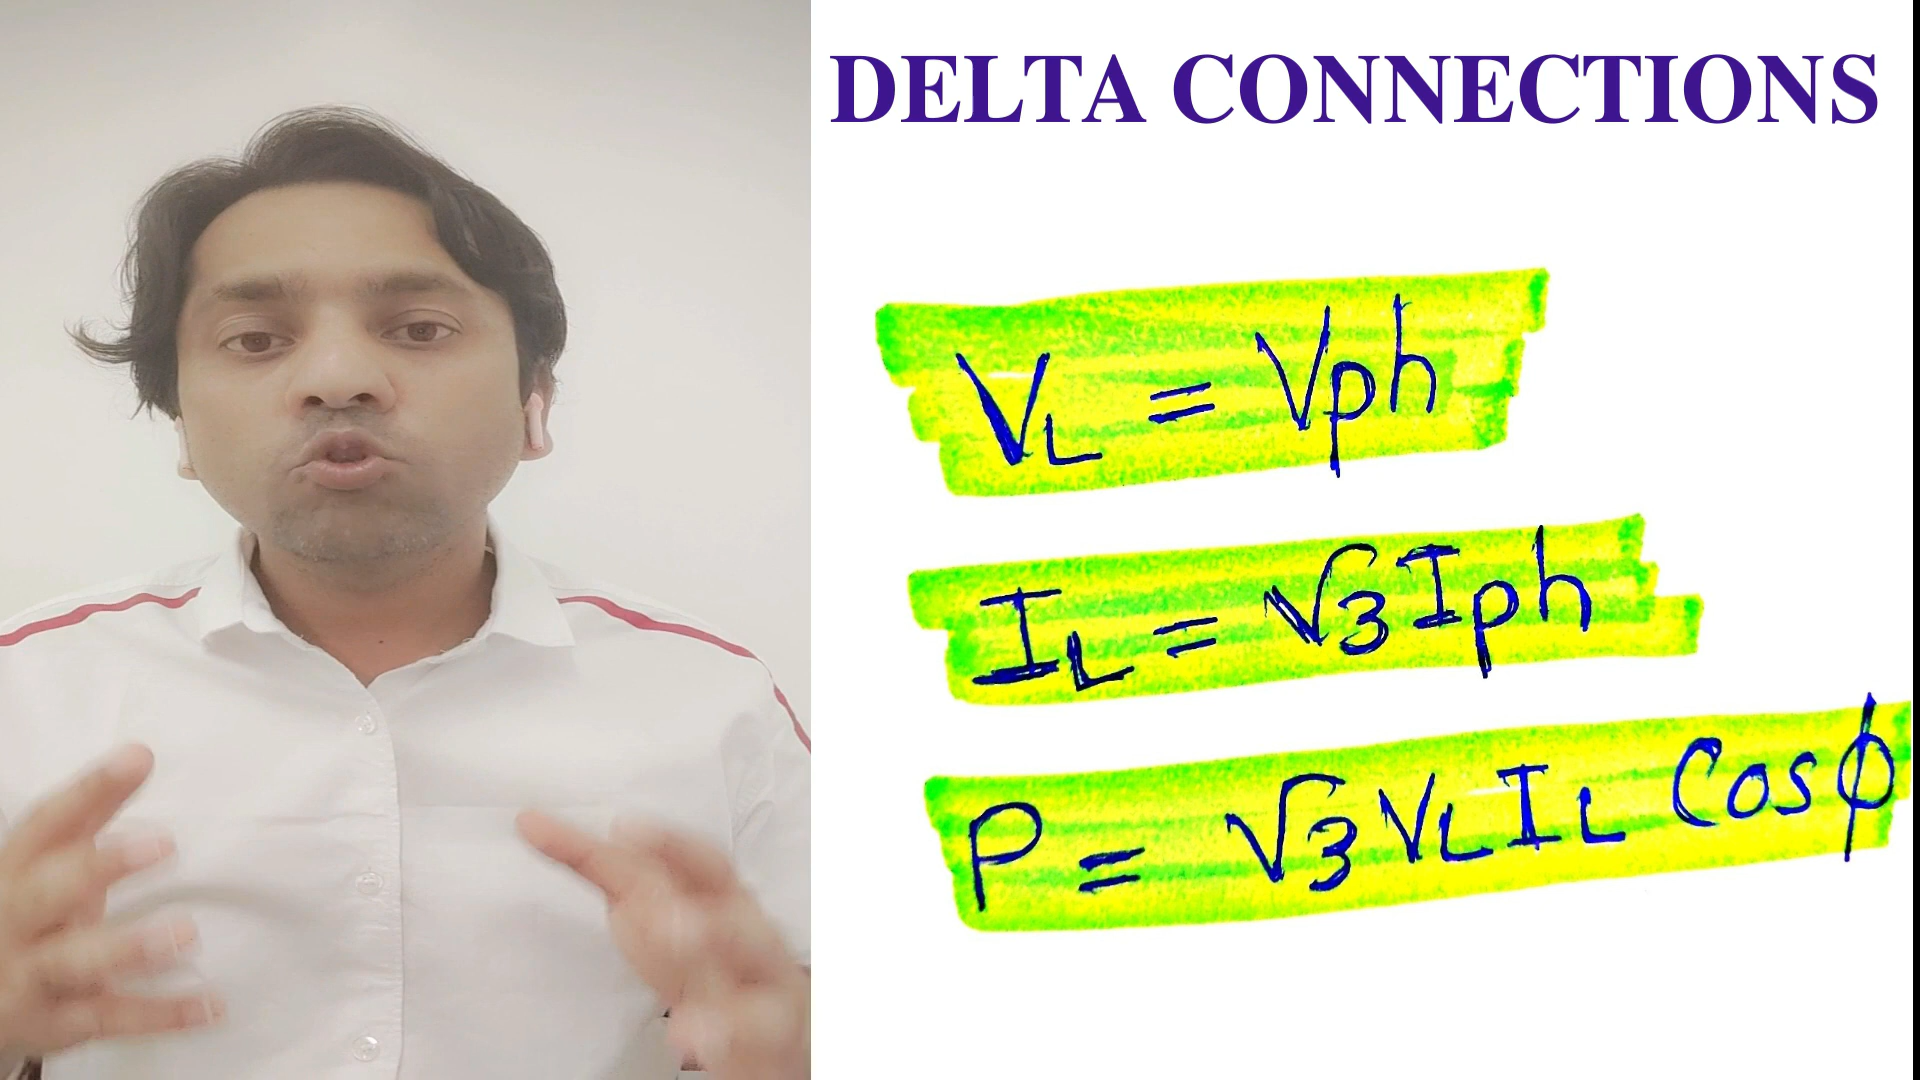 DELTA CONNECTIONS
VL = Vph
IL = √3 Iph
P = √3 VL IL Cosϕ